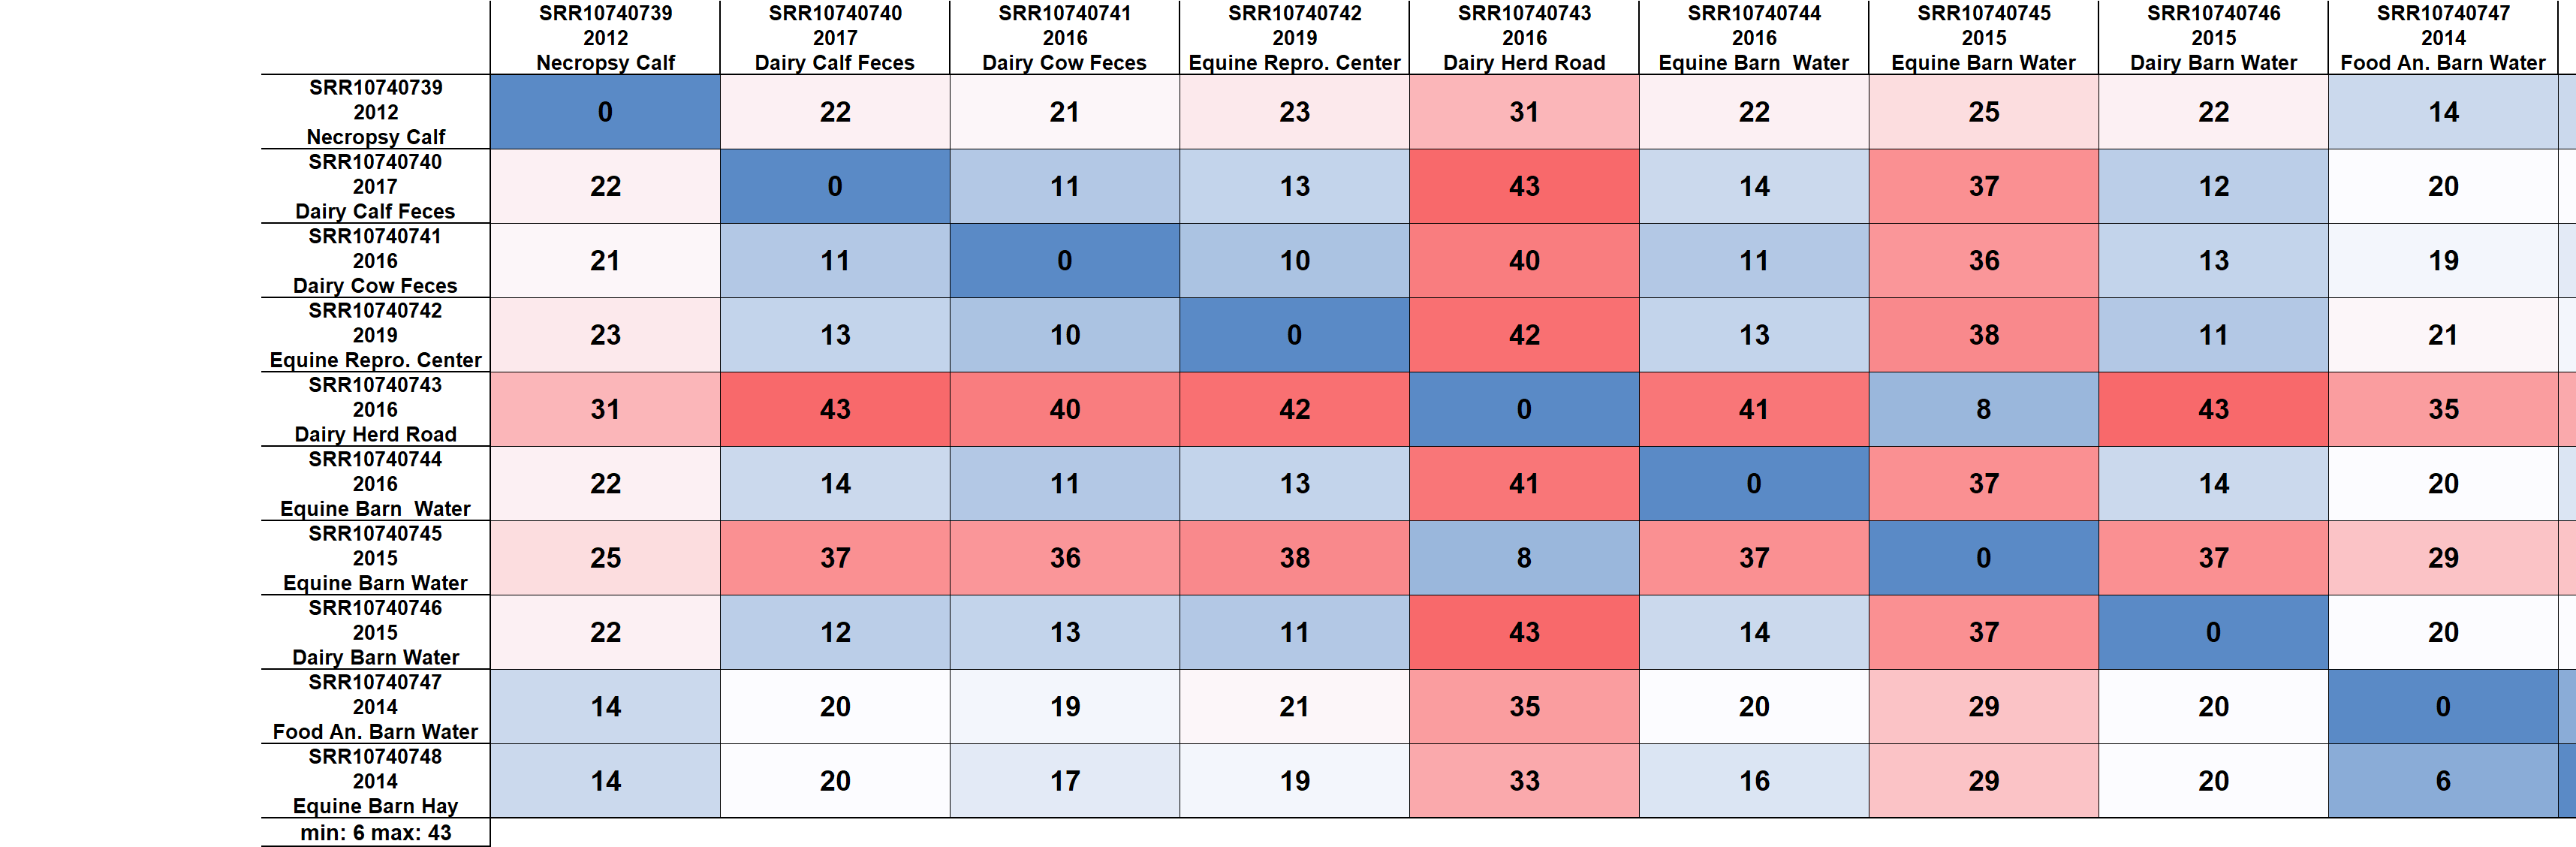 SRR10740739 SRR10740740 SRR10740741 SRR10740742 SRR10740743 SRR10740744 SRR10740745 SRR10740746 SRR10740747
2012 2017 2016 2019 2016 2016 2015 2015 2014
Necropsy Calf Dairy Calf Feces Dairy Cow Feces Equine Repro. Center Dairy Herd Road Equine Barn  Water Equine Barn Water Dairy Barn Water Food An. Barn Water
SRR10740739
2012 0 22 21 23 31 22 25 22 14
Necropsy Calf
SRR10740740
2017 22 0 11 13 43 14 37 12 20
Dairy Calf Feces
SRR10740741
2016 21 11 0 10 40 11 36 13 19
Dairy Cow Feces
SRR10740742
2019 23 13 10 0 42 13 38 11 21
Equine Repro. Center
SRR10740743
2016 31 43 40 42 0 41 8 43 35
Dairy Herd Road
SRR10740744
2016 22 14 11 13 41 0 37 14 20
Equine Barn  Water
SRR10740745
2015 25 37 36 38 8 37 0 37 29
Equine Barn Water
SRR10740746
2015 22 12 13 11 43 14 37 0 20
Dairy Barn Water
SRR10740747
2014 14 20 19 21 35 20 29 20 0
Food An. Barn Water
SRR10740748
2014 14 20 17 19 33 16 29 20 6
Equine Barn Hay
min: 6 max: 43